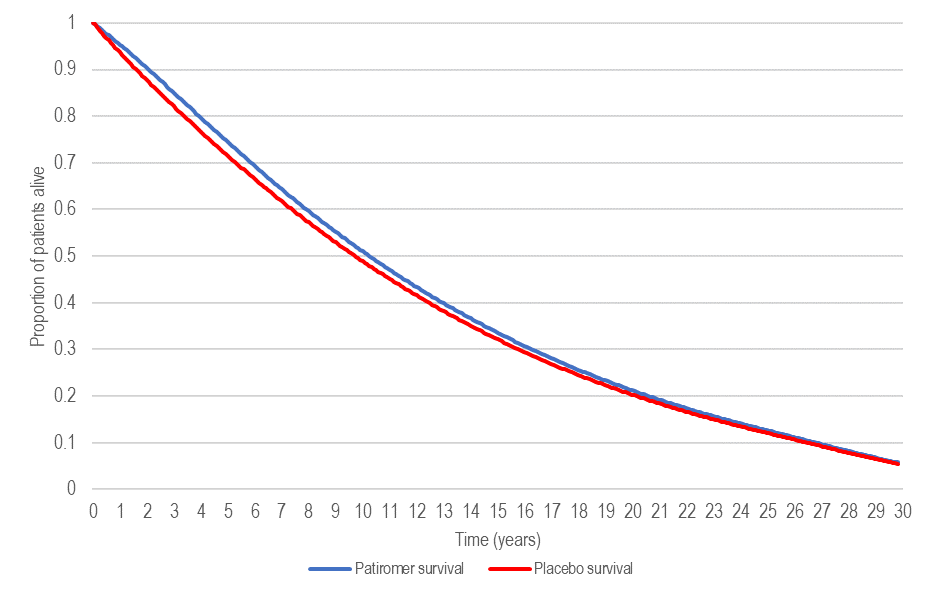 1
0.9
0.8
0.7
0.6
0.5
0.4
0.3
0.2
0.1
0
Proportion of patients alive
0 1 2 3 4 5 6 7 8 9 10 11 12 13 14 15 16 17 18 19 20 21 22 23 24 25 26 27 28 29 30
Time (years)
Patiromer survival Placebo survival